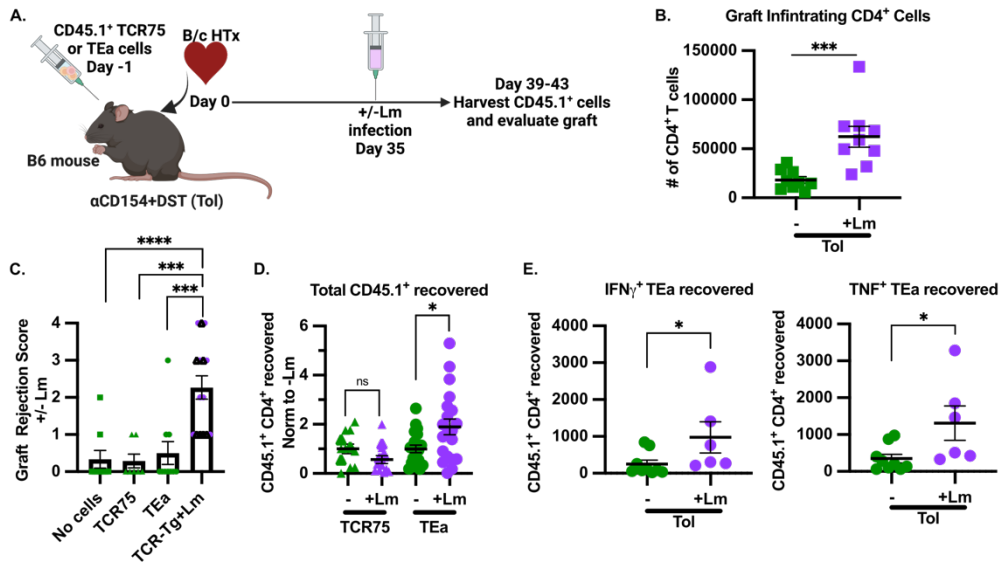 A.
CD45.1⁺ TCR75
or TEa cells
Day -1
B/c HTx
Day 0
B6 mouse
αCD154+DST (Tol)
+/-Lm
infection
Day 35
Day 39-43
Harvest CD45.1⁺ cells
and evaluate graft
B.
Graft Infintrating CD4⁺ Cells
***
# of CD4⁺ T cells
150000
100000
50000
0
-
+Lm
Tol
C.
****
***
***
Graft Rejection Score
+/- Lm
4
3
2
1
0
No cells
TCR75
TEa
TCR-Tg+Lm
D.
Total CD45.1⁺ recovered
CD45.1⁺ CD4⁺ recovered
Norm to -Lm
6
4
2
0
ns
*
-
+Lm
-
+Lm
TCR75
TEa
E.
IFNγ⁺ TEa recovered
CD45.1⁺ CD4⁺ recovered
4000
3000
2000
1000
0
*
-
+Lm
Tol
TNF⁺ TEa recovered
CD45.1⁺ CD4⁺ recovered
4000
3000
2000
1000
0
*
-
+Lm
Tol